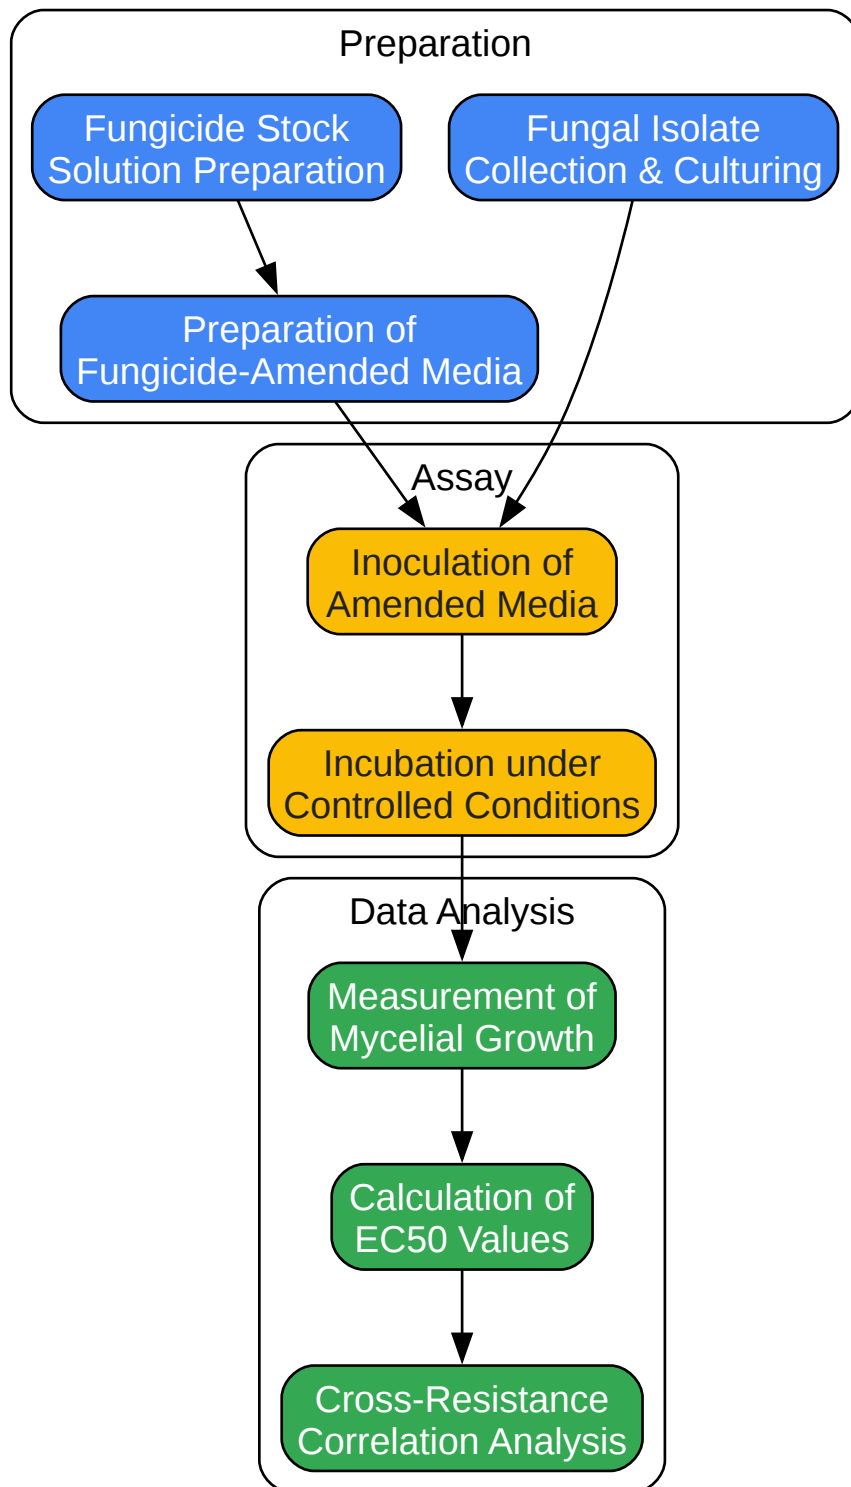 Preparation
Fungicide Stock
Solution Preparation
Fungal Isolate
Collection & Culturing
Preparation of
Fungicide-Amended Media
Assay
Inoculation of
Amended Media
Incubation under
Controlled Conditions
Data Analysis
Measurement of
Mycelial Growth
Calculation of
EC50 Values
Cross-Resistance
Correlation Analysis